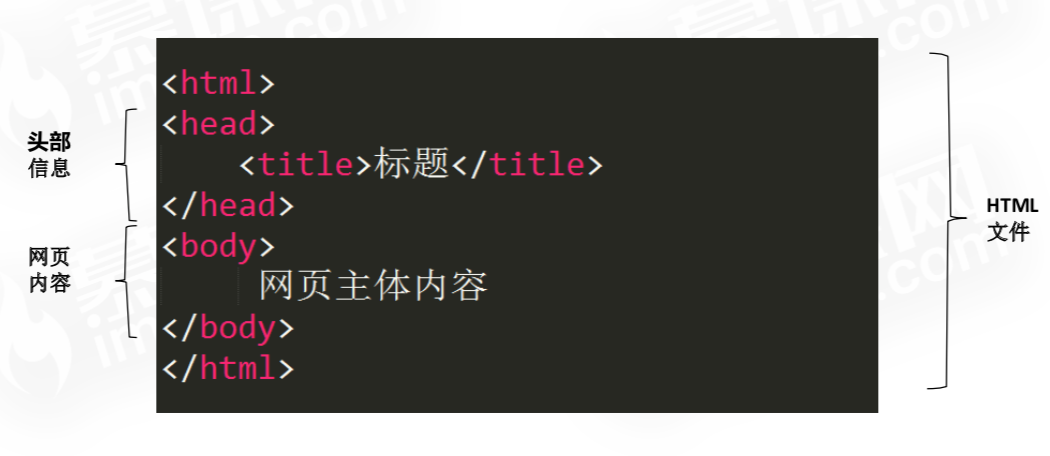 <html>
<head>
<title>标题</title>
</head>
<body>
网页主体内容
</body>
</html>
头部
信息
网页
内容
HTML
文件